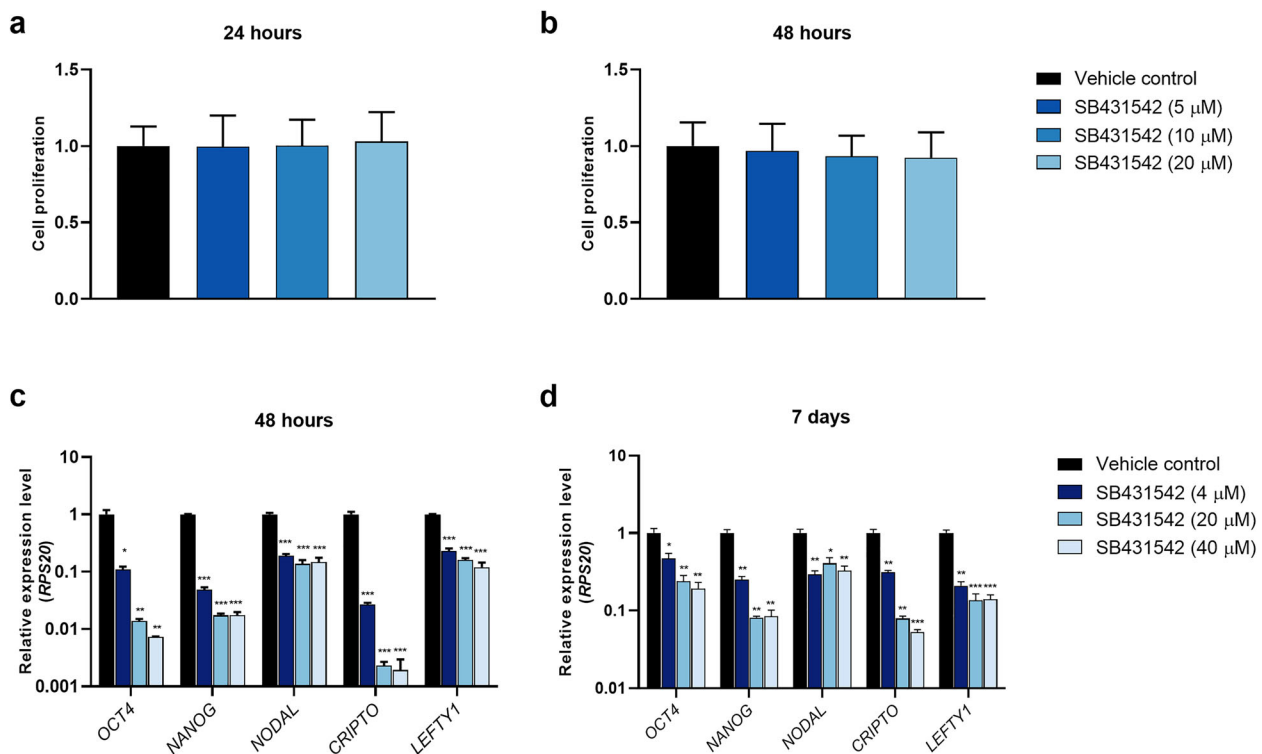 a
24 hours
Cell proliferation
1.5
1.0
0.5
0.0
b
48 hours
Cell proliferation
1.5
1.0
0.5
0.0
Vehicle control
SB431542 (5 μM)
SB431542 (10 μM)
SB431542 (20 μM)
c
48 hours
Relative expression level
(RPS20)
10
1
0.1
0.01
0.001
* ** **
*** *** ***
*** *** ***
*** *** ***
*** *** ***
OCT4
NANOG
NODAL
CRIPTO
LEFTY1
d
7 days
Relative expression level
(RPS20)
10
1
0.1
0.01
* ** **
** ** **
** * **
** ** ***
** *** ***
OCT4
NANOG
NODAL
CRIPTO
LEFTY1
Vehicle control
SB431542 (4 μM)
SB431542 (20 μM)
SB431542 (40 μM)